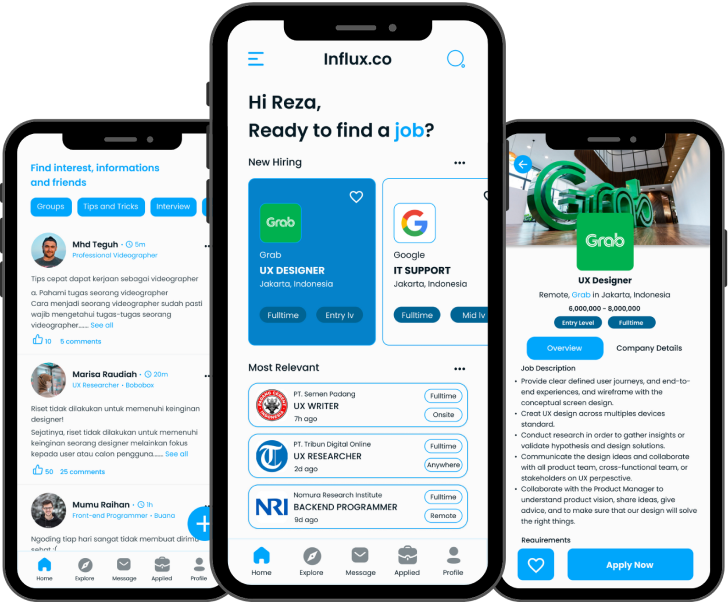 Find interest, informations
and friends
Groups
Tips and Tricks
Interview
Mhd Teguh • 5m
Professional Videographer
Tips cepat dapat kerjaan sebagai videographer
a. Pahami tugas seorang videographer
Cara menjadi seorang videographer sudah pasti
wajib mengetahui tugas-tugas seorang
videographer...... See all
10 5 comments
Marisa Raudiah • 20m
UX Researcher • Bobobox
Riset tidak dilakukan untuk memenuhi keinginan
designer!
Sejatinya, riset tidak dilakukan untuk memenuhi
keinginan seorang designer melainkan fokus
kepada user atau calon pengguna...... See all
50 25 comments
Mumu Raihan • 1h
Front-end Programmer • Buana
Ngoding tiap hari sangat tidak membuat dirimu
sehat :(
Home
Explore
Message
Applied
Profile
Influx.co
Hi Reza,
Ready to find a job?
New Hiring
Grab
Grab
UX DESIGNER
Jakarta, Indonesia
Fulltime
Entry lv
G
Google
IT SUPPORT
Jakarta, Indonesia
Fulltime
Mid lv
Most Relevant
PT. Semen Padang
UX WRITER
7h ago
Fulltime
Onsite
PT. Tribun Digital Online
UX RESEARCHER
2d ago
Fulltime
Anywhere
NRI
Nomura Research Institute
BACKEND PROGRAMMER
9d ago
Fulltime
Remote
Home
Explore
Message
Applied
Profile
Grab
Grab
UX Designer
Remote, Grab in Jakarta, Indonesia
6,000,000 - 8,000,000
Entry Level
Fulltime
Overview
Company Details
Job Description
• Provide clear defined user journeys, and end-to-
end experiences, and wireframe with the
conceptual screen design.
• Creat UX design across multiples devices
standard.
• Conduct research in order to gather insights or
validate hypothesis and design solutions.
• Communicate the design ideas and collaborate
with all product team, cross-functional team, or
stakeholders on UX perpesctive.
• Collaborate with the Product Manager to
understand product vision, share ideas, give
advice, and to make sure that our design will solve
the right things.
Requirements
Apply Now